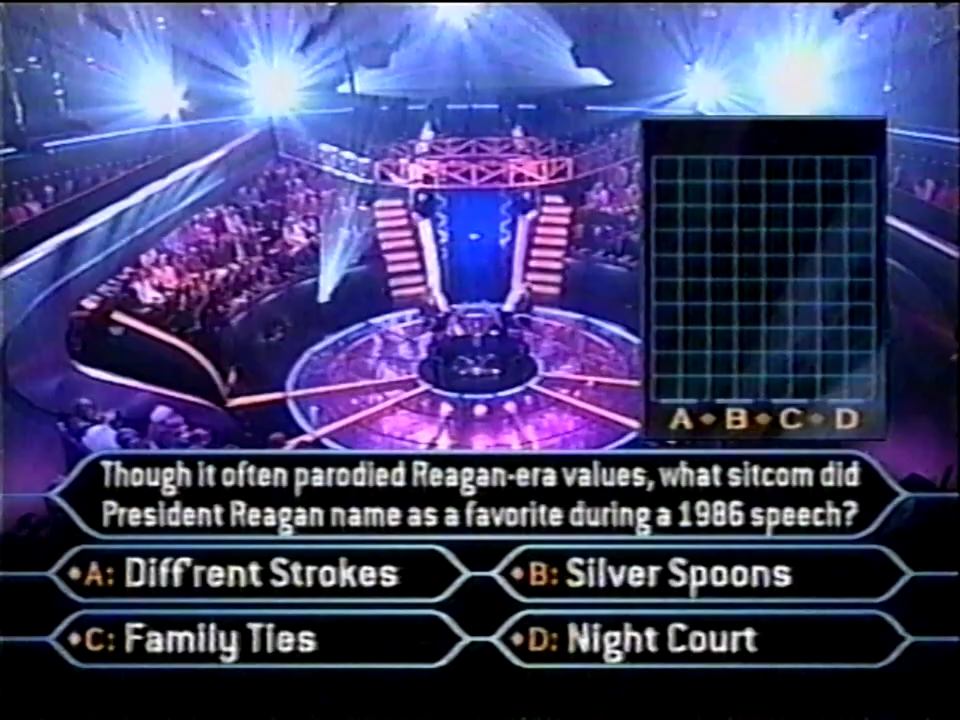 A • B • C • D
Though it often parodied Reagan-era values, what sitcom did
President Reagan name as a favorite during a 1986 speech?
• A: Diff'rent Strokes
• B: Silver Spoons
• C: Family Ties
• D: Night Court